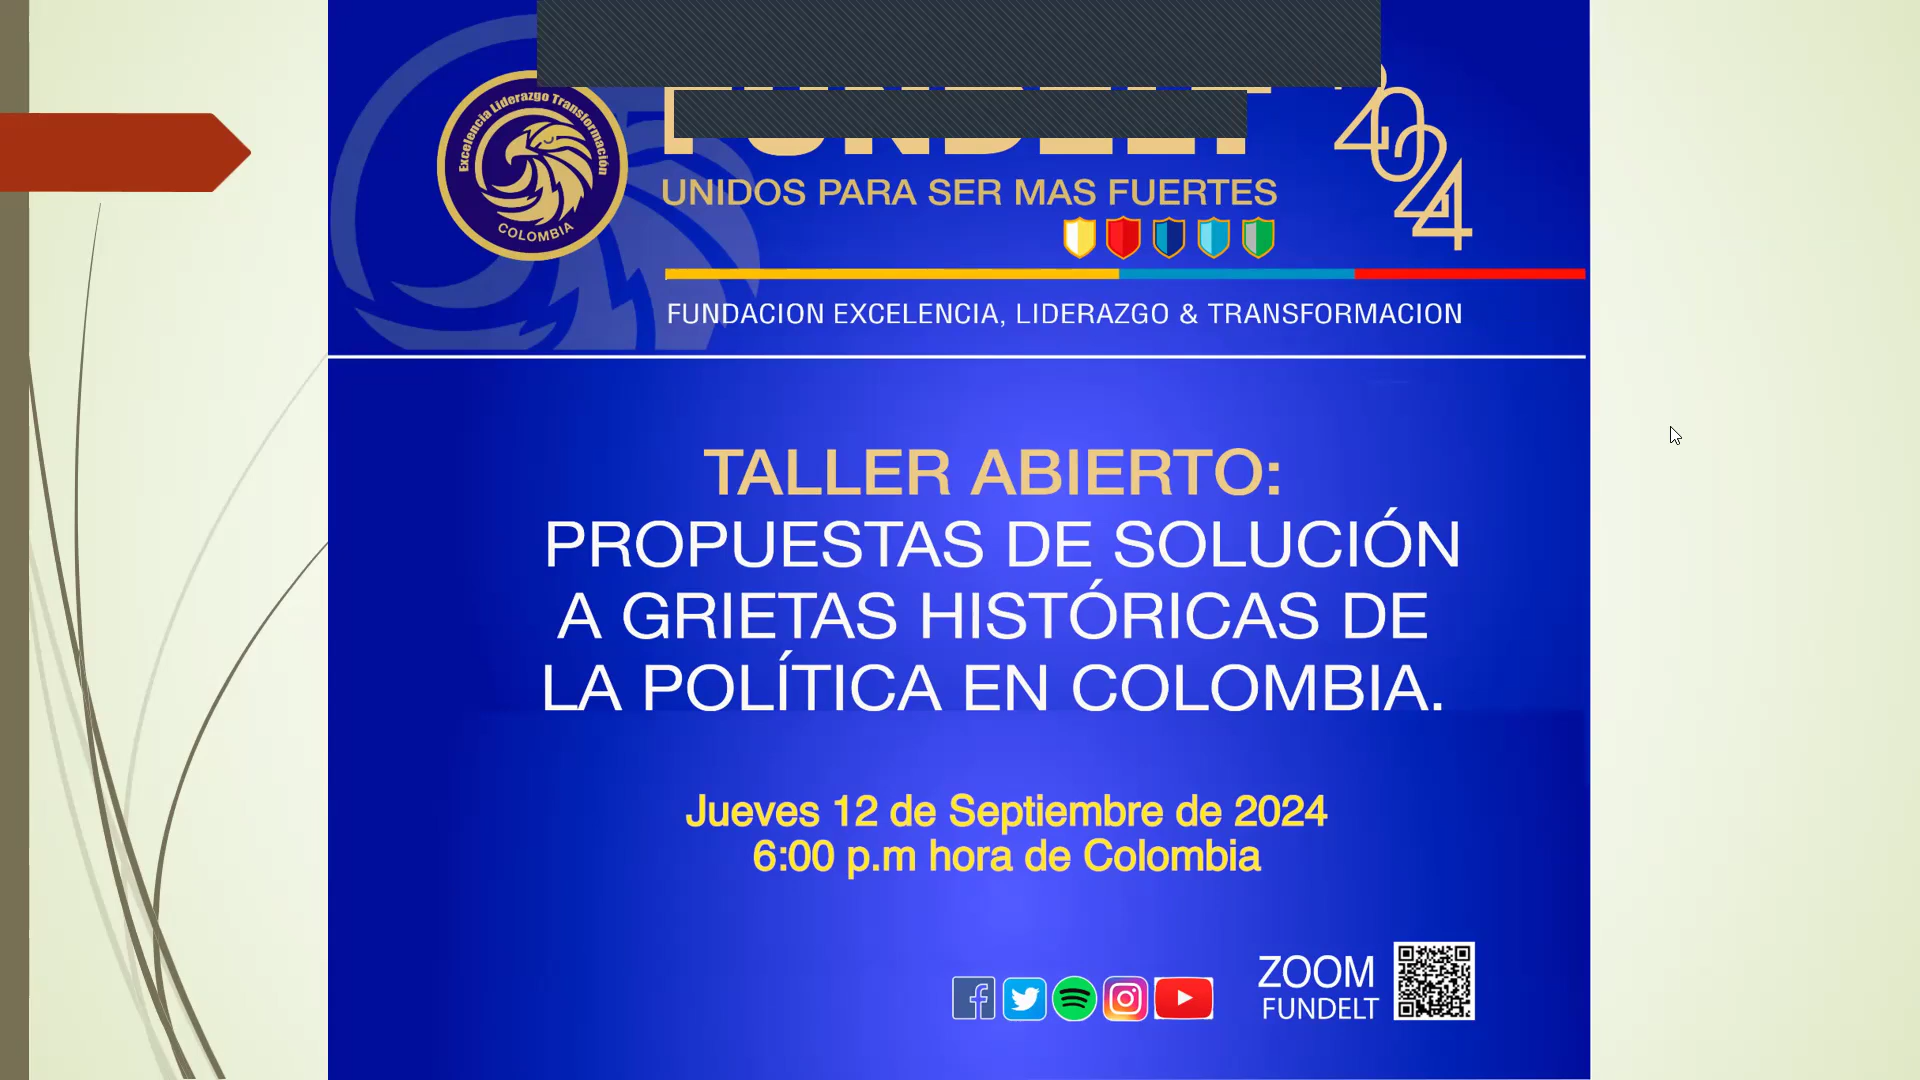 Excelencia Liderazgo Transformación
COLOMBIA
FUNDELT
2024
UNIDOS PARA SER MAS FUERTES
FUNDACION EXCELENCIA, LIDERAZGO & TRANSFORMACION
TALLER ABIERTO:
PROPUESTAS DE SOLUCIÓN
A GRIETAS HISTÓRICAS DE
LA POLÍTICA EN COLOMBIA.
Jueves 12 de Septiembre de 2024
6:00 p.m hora de Colombia
ZOOM
FUNDELT